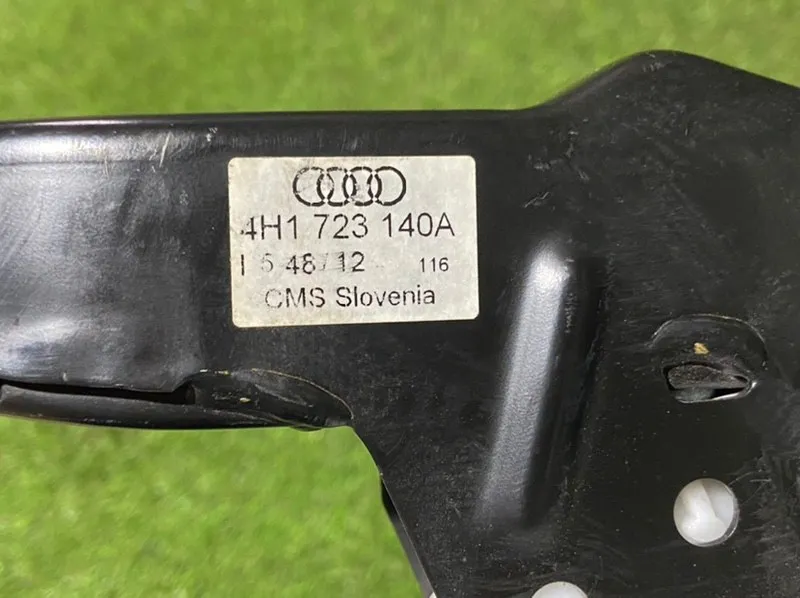 4H1 723 140A
I 5 48/12 116
CMS Slovenia